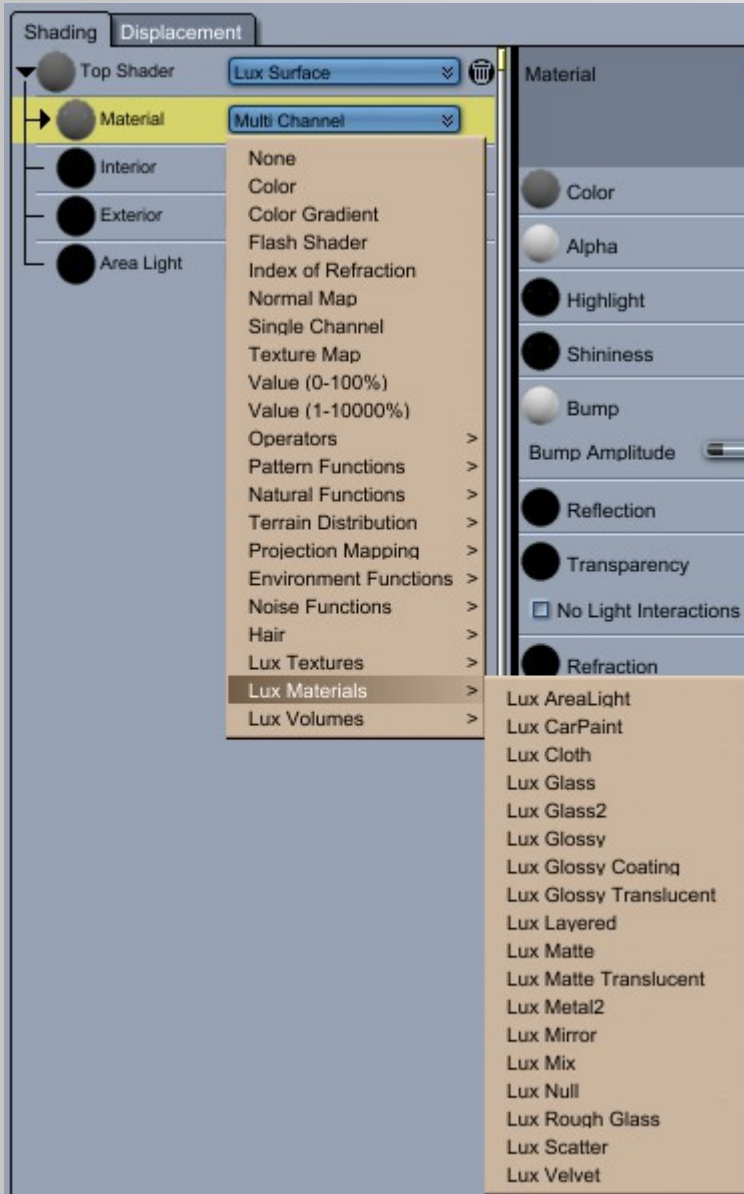 Shading Displacement
Top Shader Lux Surface
Material Multi Channel
Interior
Exterior
Area Light
None
Color
Color Gradient
Flash Shader
Index of Refraction
Normal Map
Single Channel
Texture Map
Value (0-100%)
Value (1-10000%)
Operators >
Pattern Functions >
Natural Functions >
Terrain Distribution >
Projection Mapping >
Environment Functions >
Noise Functions >
Hair >
Lux Textures >
Lux Materials >
Lux Volumes >
Material
Color
Alpha
Highlight
Shininess
Bump
Bump Amplitude
Reflection
Transparency
No Light Interactions
Refraction
Lux AreaLight
Lux CarPaint
Lux Cloth
Lux Glass
Lux Glass2
Lux Glossy
Lux Glossy Coating
Lux Glossy Translucent
Lux Layered
Lux Matte
Lux Matte Translucent
Lux Metal2
Lux Mirror
Lux Mix
Lux Null
Lux Rough Glass
Lux Scatter
Lux Velvet